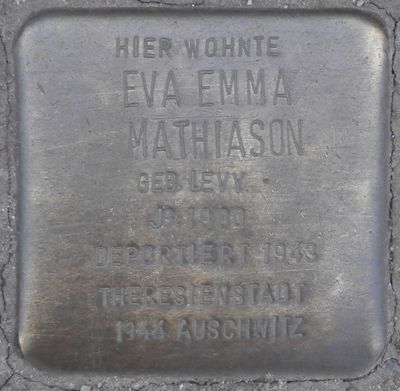 HIER WOHNTE
EVA EMMA
MATHIASON
GEB. LEVY
JG. 1900
DEPORTIERT 1943
THERESIENSTADT
1944 AUSCHWITZ